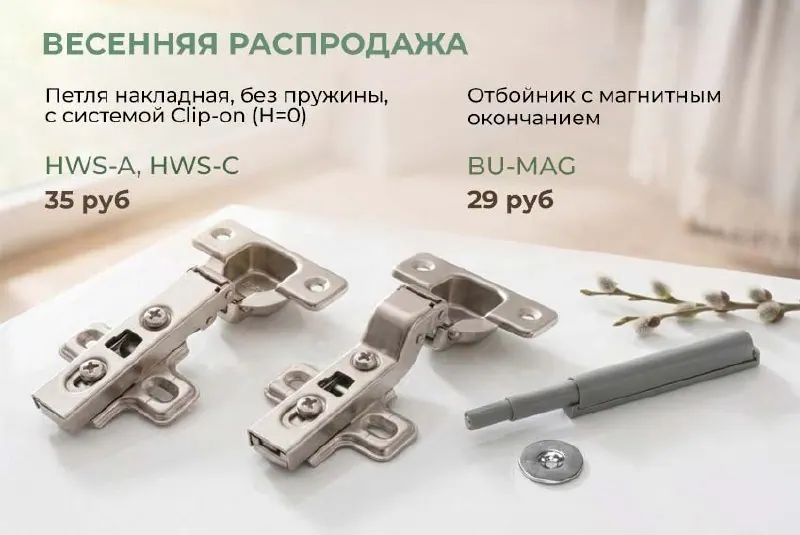 ВЕСЕННЯЯ РАСПРОДАЖА
Петля накладная, без пружины,
с системой Clip-on (H=0)
HWS-A, HWS-C
35 руб
Отбойник с магнитным
окончанием
BU-MAG
29 руб